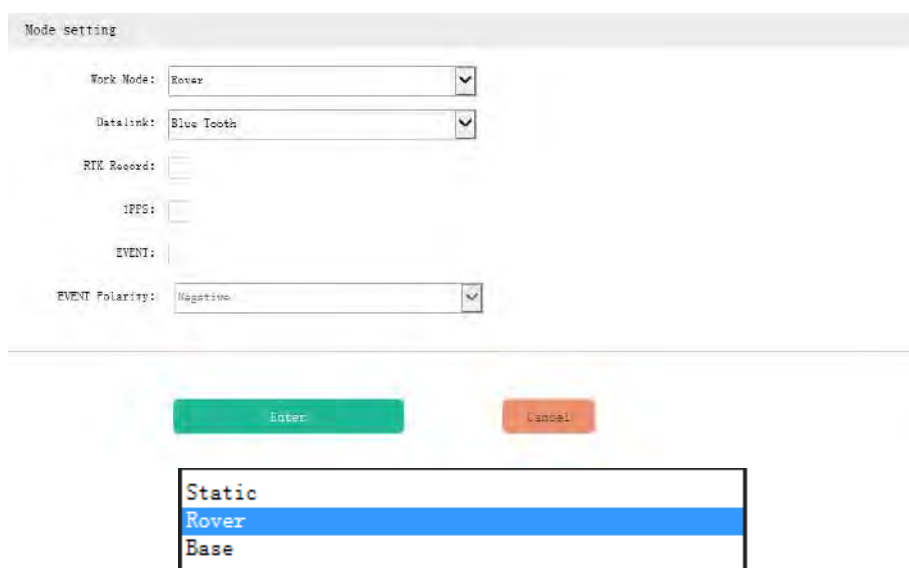 Mode setting
Work Mode: Rover
Datalink: Blue Tooth
RTK Record:
1PPS:
EVENT:
EVENT Polarity: Negative
Enter
Cancel
Static
Rover
Base